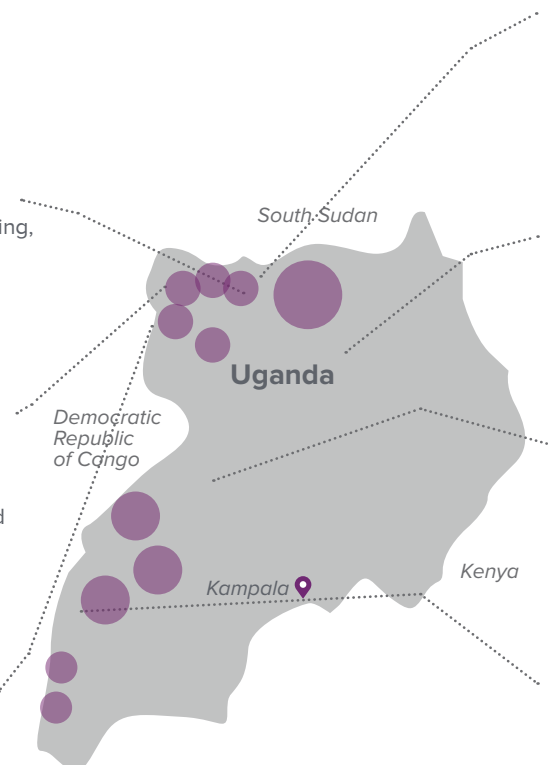 South Sudan
ing,
Uganda
Democratic
Republic
of Congo
d
Kenya
Kampala